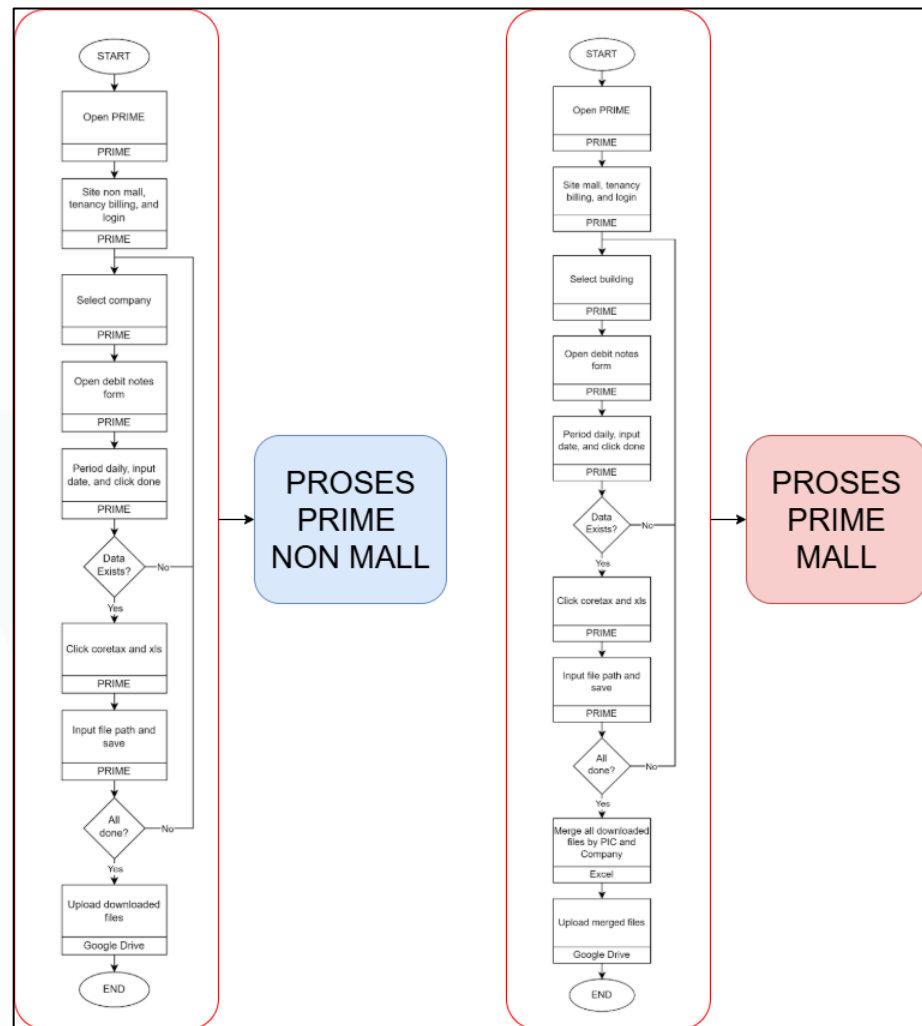 START
Open PRIME
PRIME
Site non mall,
tenancy billing, and
login
PRIME
Select company
PRIME
Open debit notes
form
PRIME
Period daily, input
date, and click done
PRIME
Data
Exists?
No
Yes
Click coretax and xls
PRIME
Input file path and
save
PRIME
All
done?
No
Yes
Upload downloaded
files
Google Drive
END
PROSES
PRIME
NON MALL
START
Open PRIME
PRIME
Site mall, tenancy
billing, and login
PRIME
Select building
PRIME
Open debit notes
form
PRIME
Period daily, input
date, and click done
PRIME
Data
Exists?
No
Yes
Click coretax and xls
PRIME
Input file path and
save
PRIME
All
done?
No
Yes
Merge all downloaded
files by PIC and
Company
Excel
Upload merged files
Google Drive
END
PROSES
PRIME
MALL